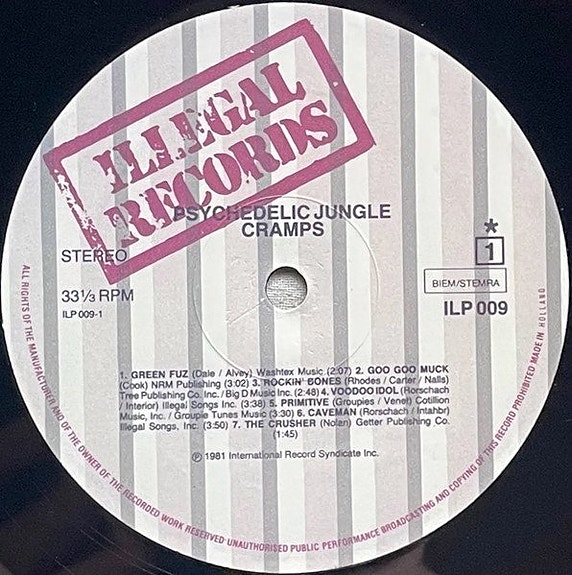 ILLEGAL
RECORDS
PSYCHEDELIC JUNGLE
CRAMPS
STEREO
33⅓ RPM
ILP 009-1
*
1
BIEM/STEMRA
ILP 009
1. GREEN FUZ (Dale / Alvey) Washtex Music (2:07) 2. GOO GOO MUCK
(Cook) NRM Publishing (3:02) 3. ROCKIN' BONES (Rhodes / Carter / Nalls)
Tree Publishing Co. Inc. / Big D Music Inc. (2:48) 4. VOODOO IDOL (Rorschach
/ Interior) Illegal Songs Inc. (3:38) 5. PRIMITIVE (Groupies / Venet) Cotillion
Music, Inc. / Groupie Tunes Music (3:30) 6. CAVEMAN (Rorschach / Intahbr)
Illegal Songs, Inc. (3:50) 7. THE CRUSHER (Nolan) Getter Publishing Co.
(1:45)
℗ 1981 International Record Syndicate Inc.
ALL RIGHTS OF THE MANUFACTURER AND OF THE OWNER OF THE RECORDED WORK RESERVED UNAUTHORISED PUBLIC PERFORMANCE BROADCASTING AND COPYING OF THIS RECORD PROHIBITED MADE IN HOLLAND